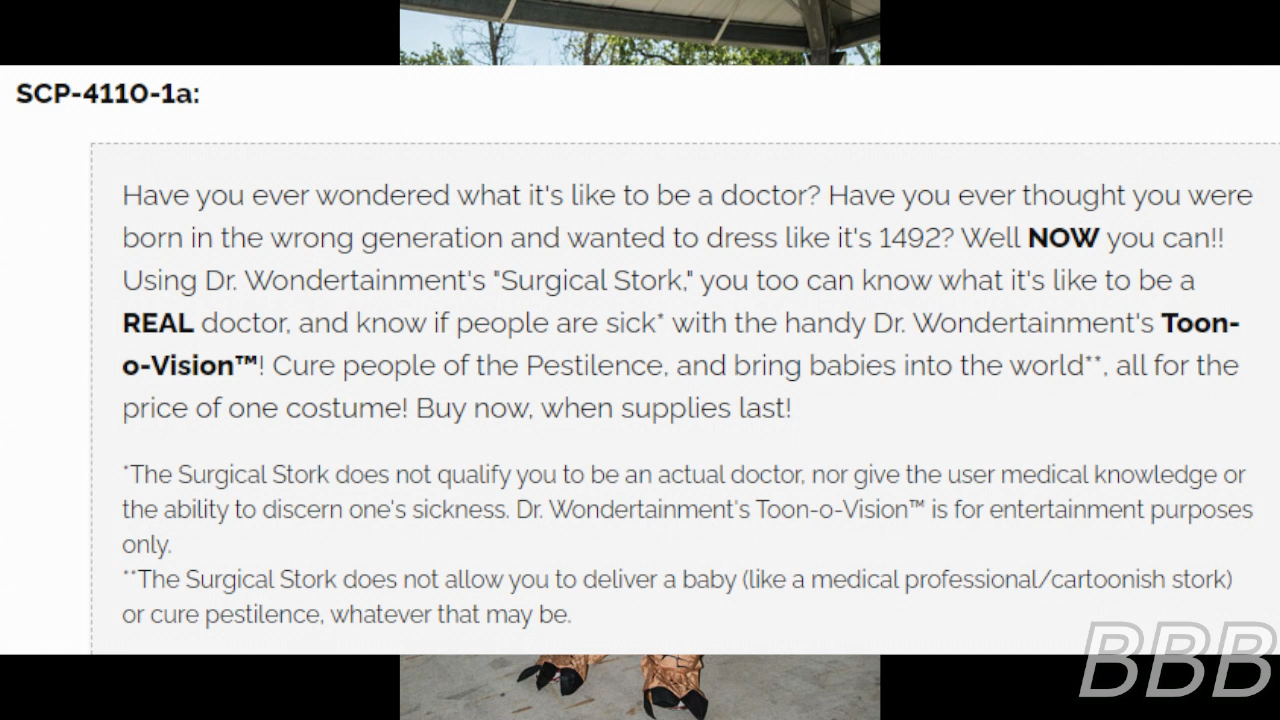 SCP-4110-1a:
Have you ever wondered what it's like to be a doctor? Have you ever thought you were
born in the wrong generation and wanted to dress like it's 1492? Well NOW you can!!
Using Dr. Wondertainment's "Surgical Stork," you too can know what it's like to be a
REAL doctor, and know if people are sick* with the handy Dr. Wondertainment's Toon-
o-Vision™! Cure people of the Pestilence, and bring babies into the world**, all for the
price of one costume! Buy now, when supplies last!
*The Surgical Stork does not qualify you to be an actual doctor, nor give the user medical knowledge or
the ability to discern one's sickness. Dr. Wondertainment's Toon-o-Vision™ is for entertainment purposes
only.
**The Surgical Stork does not allow you to deliver a baby (like a medical professional/cartoonish stork)
or cure pestilence, whatever that may be.
BBB